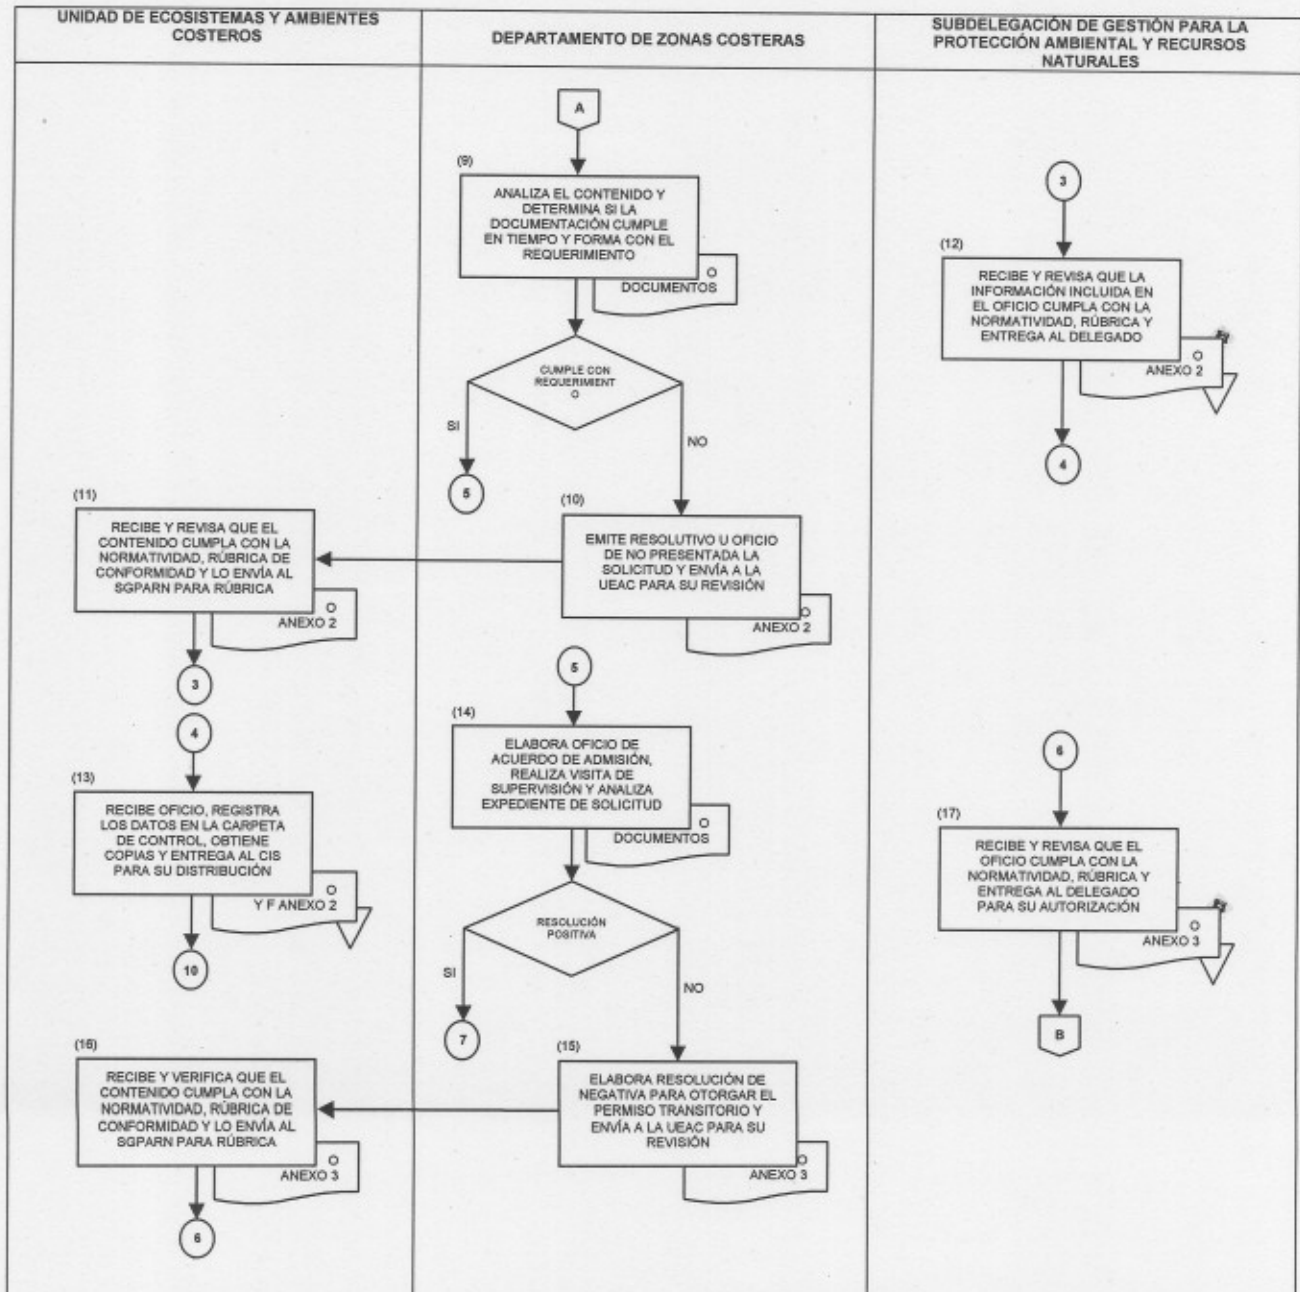 UNIDAD DE ECOSISTEMAS Y AMBIENTES
COSTEROS
DEPARTAMENTO DE ZONAS COSTERAS
SUBDELEGACIÓN DE GESTIÓN PARA LA
PROTECCIÓN AMBIENTAL Y RECURSOS
NATURALES
A
(9)
ANALIZA EL CONTENIDO Y
DETERMINA SI LA
DOCUMENTACIÓN CUMPLE
EN TIEMPO Y FORMA CON EL
REQUERIMIENTO
O
DOCUMENTOS
CUMPLE CON
REQUERIMIENT
O
SI
NO
5
3
(12)
RECIBE Y REVISA QUE LA
INFORMACIÓN INCLUIDA EN
EL OFICIO CUMPLA CON LA
NORMATIVIDAD, RÚBRICA Y
ENTREGA AL DELEGADO
O
ANEXO 2
4
(11)
RECIBE Y REVISA QUE EL
CONTENIDO CUMPLA CON LA
NORMATIVIDAD, RÚBRICA DE
CONFORMIDAD Y LO ENVÍA AL
SGPARN PARA RÚBRICA
O
ANEXO 2
3
(10)
EMITE RESOLUTIVO U OFICIO
DE NO PRESENTADA LA
SOLICITUD Y ENVÍA A LA
UEAC PARA SU REVISIÓN
O
ANEXO 2
4
(13)
RECIBE OFICIO, REGISTRA
LOS DATOS EN LA CARPETA
DE CONTROL, OBTIENE
COPIAS Y ENTREGA AL CIS
PARA SU DISTRIBUCIÓN
O
Y F ANEXO 2
10
5
(14)
ELABORA OFICIO DE
ACUERDO DE ADMISIÓN,
REALIZA VISITA DE
SUPERVISIÓN Y ANALIZA
EXPEDIENTE DE SOLICITUD
O
DOCUMENTOS
RESOLUCIÓN
POSITIVA
SI
NO
7
6
(17)
RECIBE Y REVISA QUE EL
OFICIO CUMPLA CON LA
NORMATIVIDAD, RÚBRICA Y
ENTREGA AL DELEGADO
PARA SU AUTORIZACIÓN
O
ANEXO 3
B
(16)
RECIBE Y VERIFICA QUE EL
CONTENIDO CUMPLA CON LA
NORMATIVIDAD, RÚBRICA DE
CONFORMIDAD Y LO ENVÍA AL
SGPARN PARA RÚBRICA
O
ANEXO 3
6
(15)
ELABORA RESOLUCIÓN DE
NEGATIVA PARA OTORGAR EL
PERMISO TRANSITORIO Y
ENVÍA A LA UEAC PARA SU
REVISIÓN
O
ANEXO 3